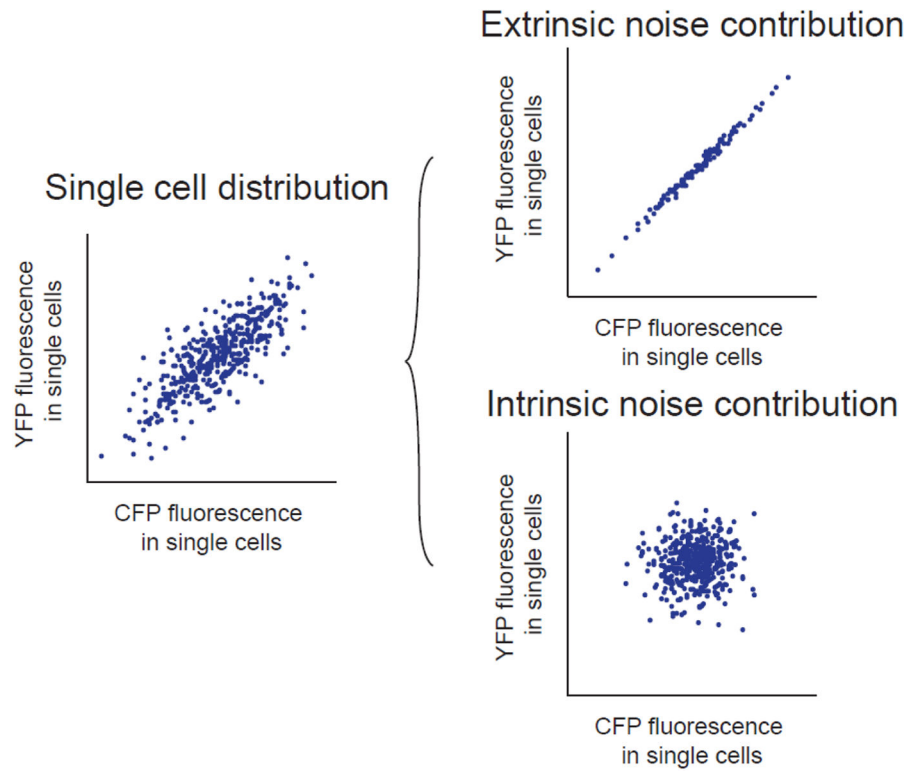 Extrinsic noise contribution
YFP fluorescence
in single cells
CFP fluorescence
in single cells
Single cell distribution
YFP fluorescence
in single cells
CFP fluorescence
in single cells
Intrinsic noise contribution
YFP fluorescence
in single cells
CFP fluorescence
in single cells